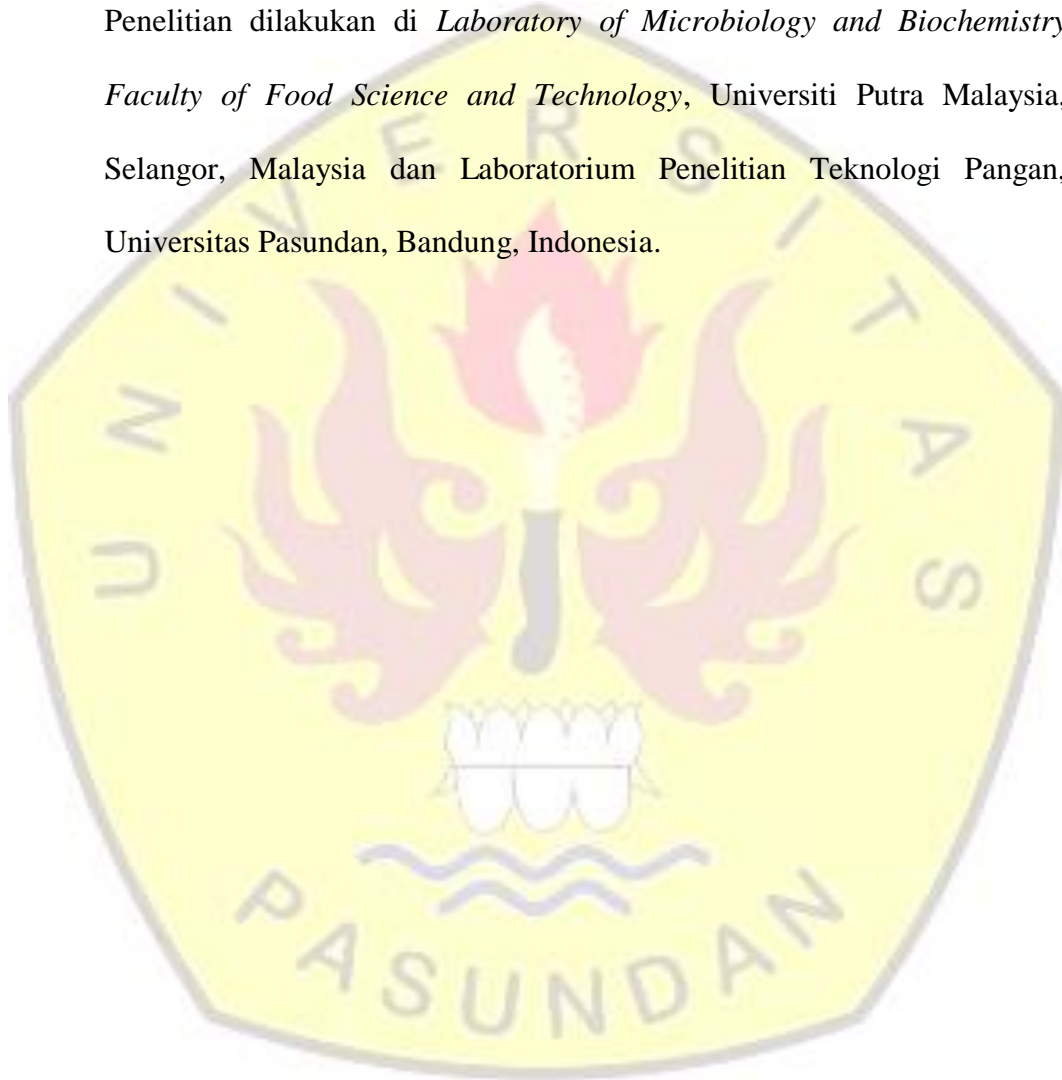 Penelitian dilakukan di Laboratory of Microbiology and Biochemistry
Faculty of Food Science and Technology, Universiti Putra Malaysia,
Selangor, Malaysia dan Laboratorium Penelitian Teknologi Pangan,
Universitas Pasundan, Bandung, Indonesia.
UNIVERSITAS
PASUNDAN